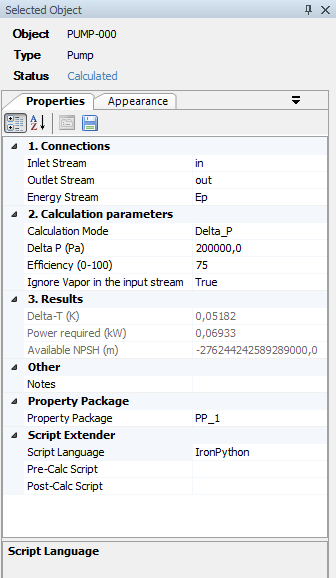 Selected Object
Object PUMP-000
Type Pump
Status Calculated
Properties Appearance
1. Connections
Inlet Stream in
Outlet Stream out
Energy Stream Ep
2. Calculation parameters
Calculation Mode Delta_P
Delta P (Pa) 200000,0
Efficiency (0-100) 75
Ignore Vapor in the input stream True
3. Results
Delta-T (K) 0,05182
Power required (kW) 0,06933
Available NPSH (m) -276244242589289000,0
Other
Notes
Property Package
Property Package PP_1
Script Extender
Script Language IronPython
Pre-Calc Script
Post-Calc Script
Script Language